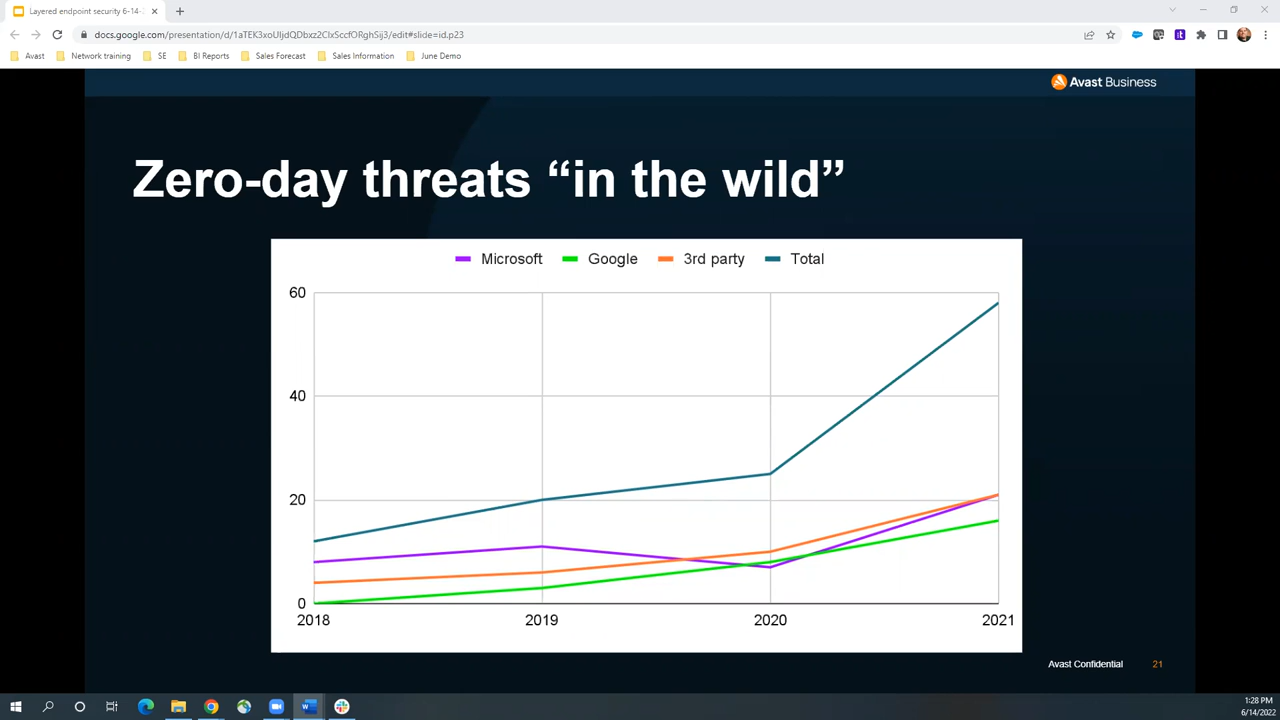 Layered endpoint security 6-14-
docs.google.com/presentation/d/1aTEK3xoUljdQDbxz2ClxSccfORghSij3/edit#slide=id.p23
Avast
Network training
SE
BI Reports
Sales Forecast
Sales Information
June Demo
Avast Business
Zero-day threats “in the wild”
Microsoft Google 3rd party Total
60
40
20
0
2018 2019 2020 2021
Avast Confidential 21
1:28 PM
6/14/2022